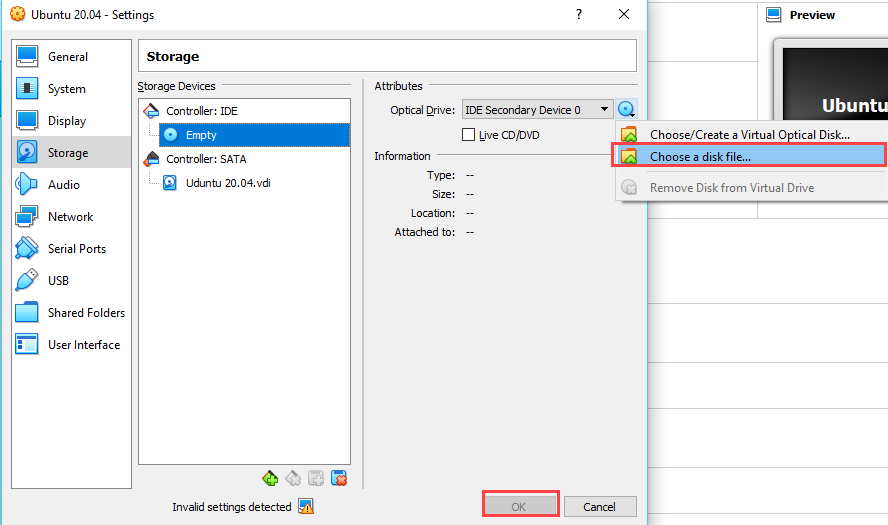 Ubuntu 20.04 - Settings
?
Preview
Ubuntu
General
System
Display
Storage
Audio
Network
Serial Ports
USB
Shared Folders
User Interface
Storage
Storage Devices
Controller: IDE
Empty
Controller: SATA
Uduntu 20.04.vdi
Attributes
Optical Drive: IDE Secondary Device 0
Live CD/DVD
Information
Type: --
Size: --
Location: --
Attached to: --
Choose/Create a Virtual Optical Disk...
Choose a disk file...
Remove Disk from Virtual Drive
Invalid settings detected
OK
Cancel